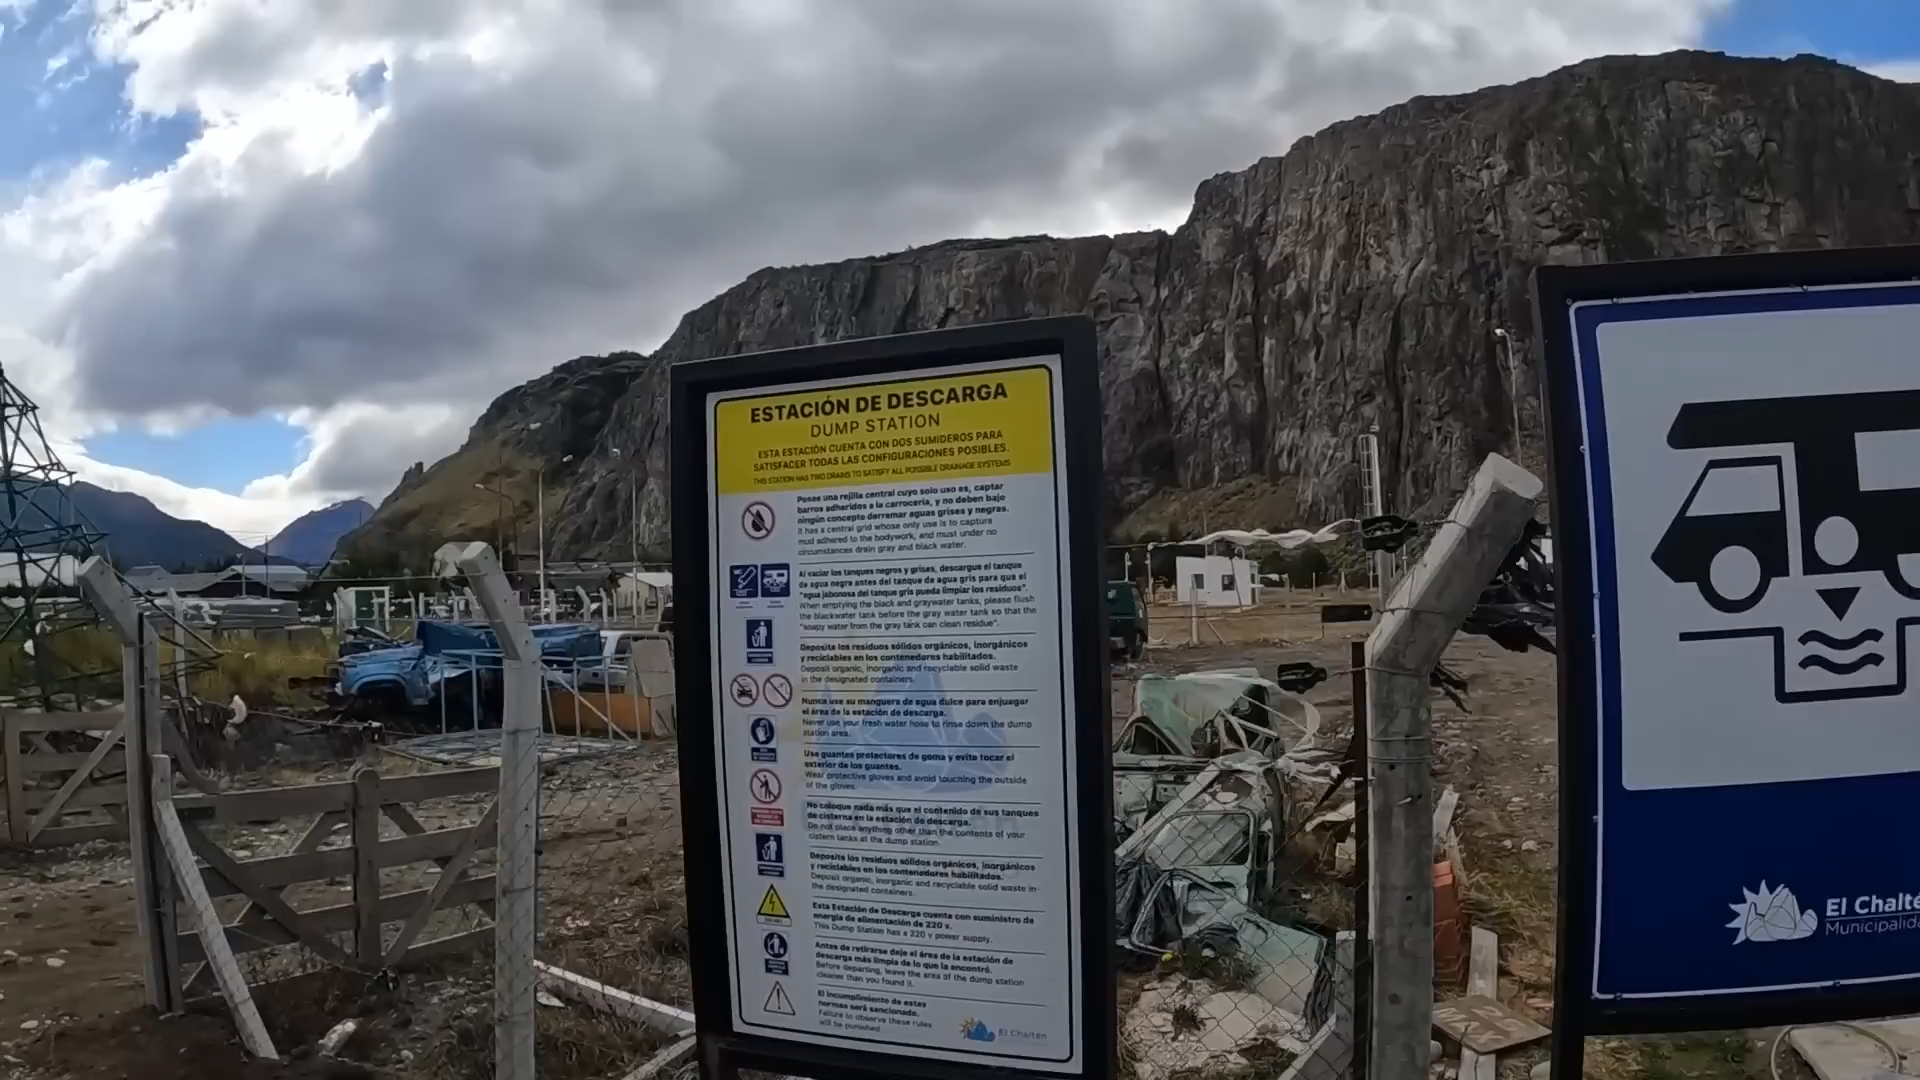 ESTACIÓN DE DESCARGA
DUMP STATION
ESTA ESTACIÓN CUENTA CON DOS SUMIDEROS PARA
SATISFACER TODAS LAS CONFIGURACIONES POSIBLES.
THIS STATION HAS TWO DRAINS TO SATISFY ALL POSSIBLE DRAINAGE SYSTEMS
Posee una rejilla central cuyo solo uso es, captar
barros adheridos a la carrocería, y no deben bajo
ningún concepto derramar aguas grises y negras.
It has a central grid whose only use is to capture
mud adhered to the bodywork, and must under no
circumstances drain gray and black water.
Al vaciar los tanques negros y grises, descargue el tanque
de agua negra antes del tanque de agua gris para que el
"agua jabonosa del tanque gris pueda limpiar los residuos".
When emptying the black and graywater tanks, please flush
the blackwater tank before the gray water tank so that the
"soapy water from the gray tank can clean residue".
Deposite los residuos sólidos orgánicos, inorgánicos
y reciclables en los contenedores habilitados.
Deposit organic, inorganic and recyclable solid waste
in the designated containers.
Nunca use su manguera de agua dulce para enjuagar
el área de la estación de descarga.
Never use your fresh water hose to rinse down the dump
station area.
Use guantes protectores de goma y evite tocar el
exterior de los guantes.
Wear protective gloves and avoid touching the outside
of the gloves.
No coloque nada más que el contenido de sus tanques
de cisterna en la estación de descarga.
Do not place anything other than the contents of your
cistern tanks at the dump station.
Deposite los residuos sólidos orgánicos, inorgánicos
y reciclables en los contenedores habilitados.
Deposit organic, inorganic and recyclable solid waste in
the designated containers.
Esta Estación de Descarga cuenta con suministro de
energía de alimentación de 220 v.
This Dump Station has a 220 v power supply.
Antes de retirarse deje el área de la estación de
descarga más limpia de lo que la encontró.
Before departing, leave the area of the dump station
cleaner than you found it.
El incumplimiento de estas
normas será sancionado.
Failure to observe these rules
will be punished.
El Chaltén
El Chalté
Municipalida